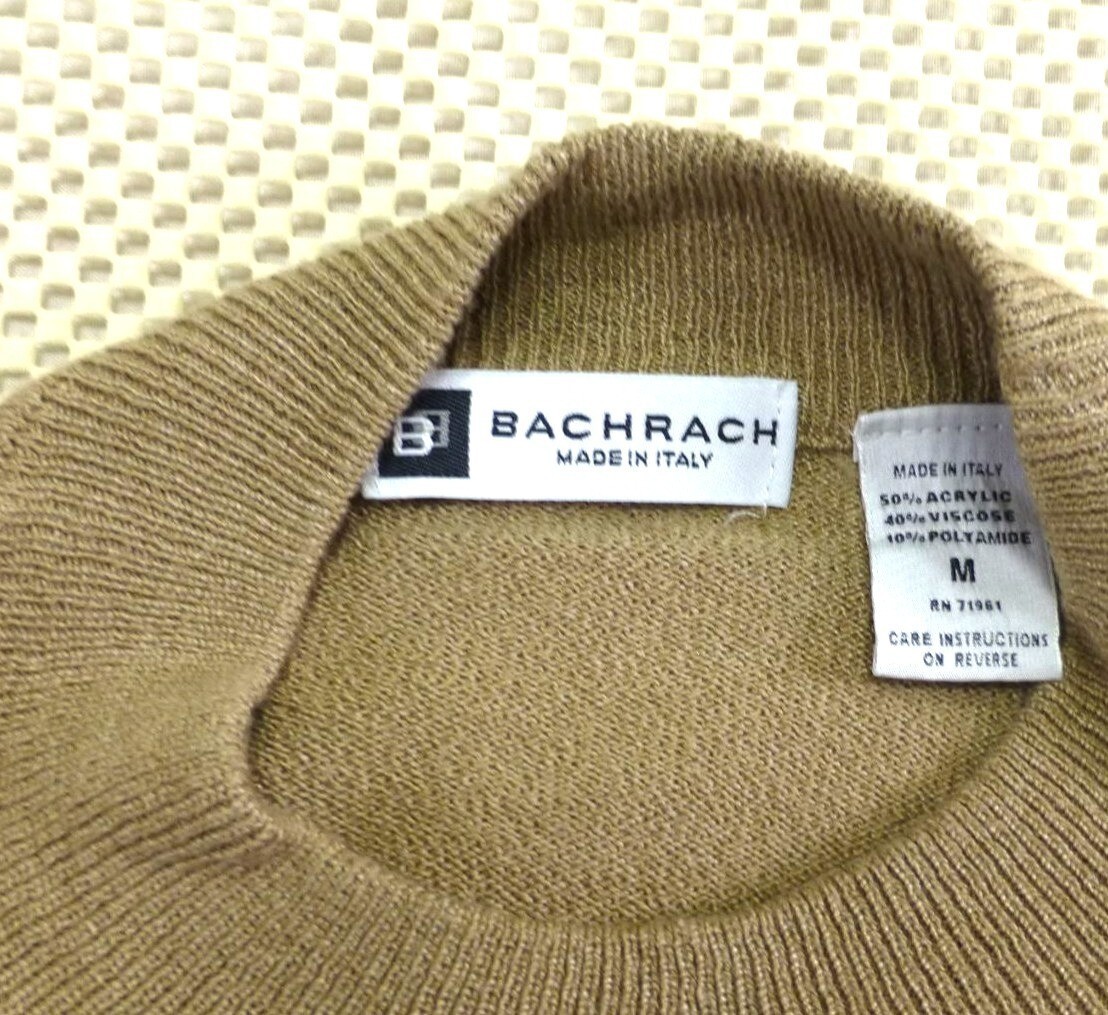 B
BACHRACH
MADE IN ITALY
MADE IN ITALY
50% ACRYLIC
40% VISCOSE
10% POLYAMIDE
M
RN 71961
CARE INSTRUCTIONS
ON REVERSE